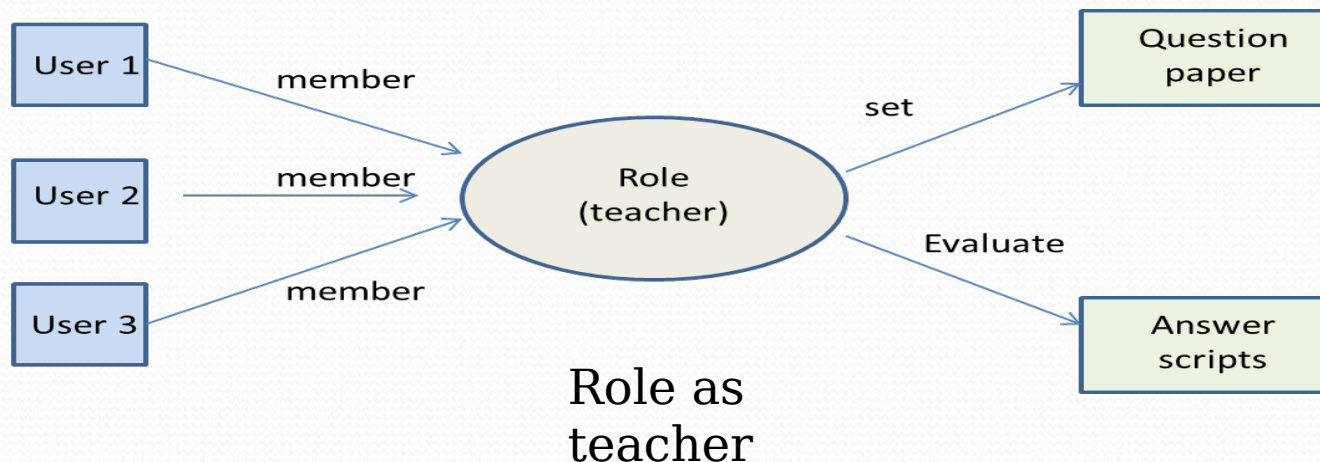 User 1
member
User 2
member
User 3
member
Role
(teacher)
set
Question
paper
Evaluate
Answer
scripts
Role as
teacher